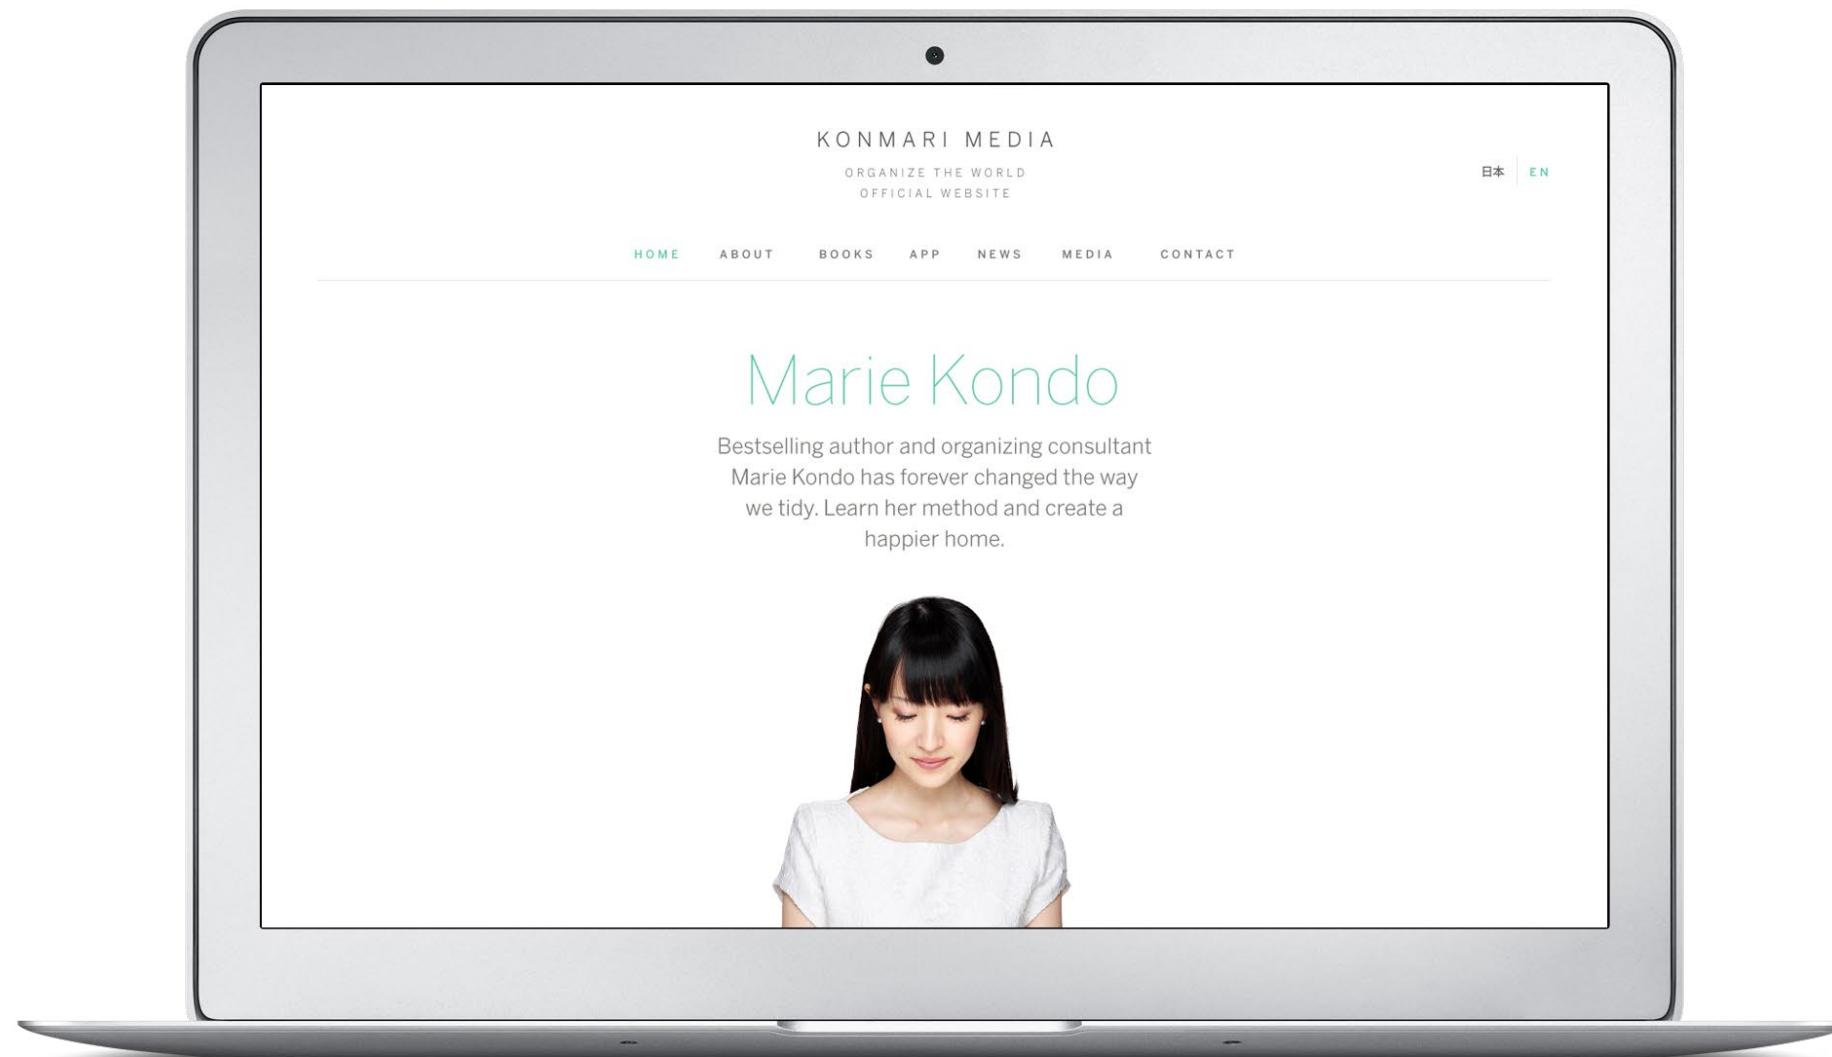 KONMARI MEDIA
ORGANIZE THE WORLD
OFFICIAL WEBSITE
日本 EN
HOME ABOUT BOOKS APP NEWS MEDIA CONTACT
Marie Kondo
Bestselling author and organizing consultant
Marie Kondo has forever changed the way
we tidy. Learn her method and create a
happier home.